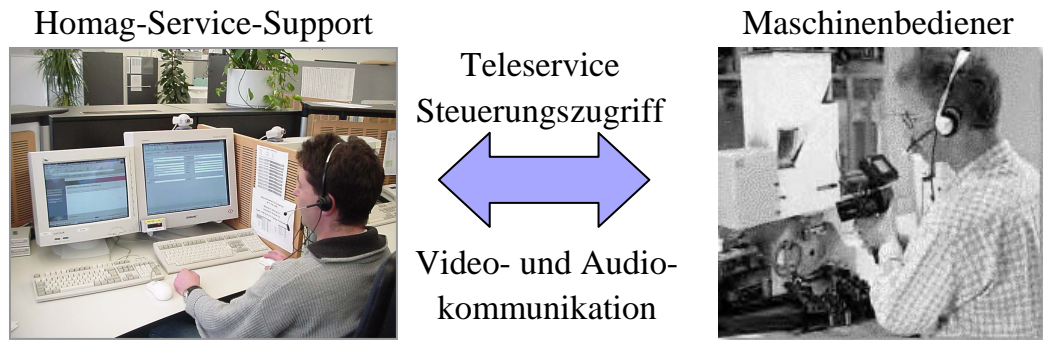 Homag-Service-Support
Maschinenbediener
Teleservice
Steuerungszugriff
Video- und Audio-
kommunikation